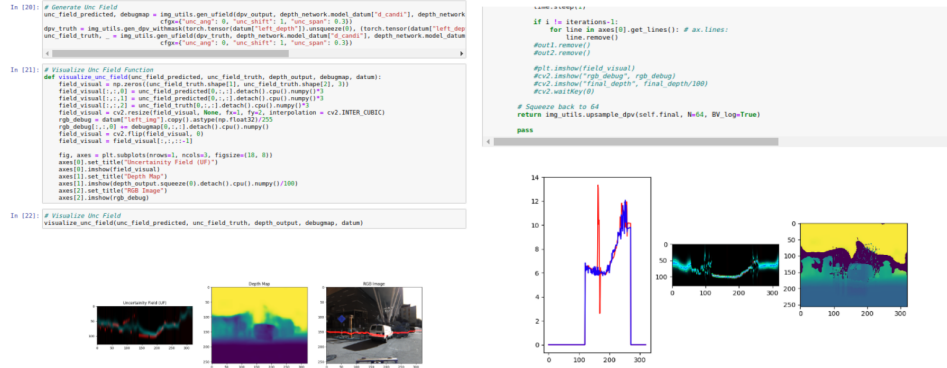 In [20]:
# Generate Unc Field
unc_field_predicted, debugmap = img_utils.gen_ufield(dpv_output, depth_network.model_datum["d_candi"], depth_network
cfgx={"unc_ang": 0, "unc_shift": 1, "unc_span": 0.3})
dpv_truth = img_utils.gen_dpv_withmask(torch.tensor(datum["left_depth"]).unsqueeze(0), (torch.tensor(datum["left_dep
unc_field_truth, _ = img_utils.gen_ufield(dpv_truth, depth_network.model_datum["d_candi"], depth_network.model_datum
cfgx={"unc_ang": 0, "unc_shift": 1, "unc_span": 0.3})
In [21]:
# Visualize Unc Field Function
def visualize_unc_field(unc_field_predicted, unc_field_truth, depth_output, debugmap, datum):
field_visual = np.zeros((unc_field_truth.shape[1], unc_field_truth.shape[2], 3))
field_visual[:,:,0] = unc_field_predicted[0,:,:].detach().cpu().numpy()*3
field_visual[:,:,1] = unc_field_predicted[0,:,:].detach().cpu().numpy()*3
field_visual[:,:,2] = unc_field_truth[0,:,:].detach().cpu().numpy()*3
field_visual = cv2.resize(field_visual, None, fx=1, fy=2, interpolation = cv2.INTER_CUBIC)
rgb_debug = datum["left_img"].copy().astype(np.float32)/255
rgb_debug[:,:,0] += debugmap[0,:,:].detach().cpu().numpy()
field_visual = cv2.flip(field_visual, 0)
field_visual = field_visual[:,:,::-1]
fig, axes = plt.subplots(nrows=1, ncols=3, figsize=(18, 8))
axes[0].set_title("Uncertainity Field (UF)")
axes[0].imshow(field_visual)
axes[1].set_title("Depth Map")
axes[1].imshow(depth_output.squeeze(0).detach().cpu().numpy()/100)
axes[2].set_title("RGB Image")
axes[2].imshow(rgb_debug)
In [22]:
# Visualize Unc Field
visualize_unc_field(unc_field_predicted, unc_field_truth, depth_output, debugmap, datum)
Uncertainity Field (UF)
Depth Map
RGB Image
time.sleep(1)
if i != iterations-1:
for line in axes[0].get_lines(): # ax.lines:
line.remove()
#out1.remove()
#out2.remove()
#plt.imshow(field_visual)
#cv2.imshow("rgb_debug", rgb_debug)
#cv2.imshow("final_depth", final_depth/100)
#cv2.waitKey(0)
# Squeeze back to 64
return img_utils.upsample_dpv(self.final, N=64, BV_log=True)
pass
14
12
10
8
6
4
2
0
0 100 200 300
0
50
100
0 100 200 300
0
50
100
150
200
250
0 100 200 300